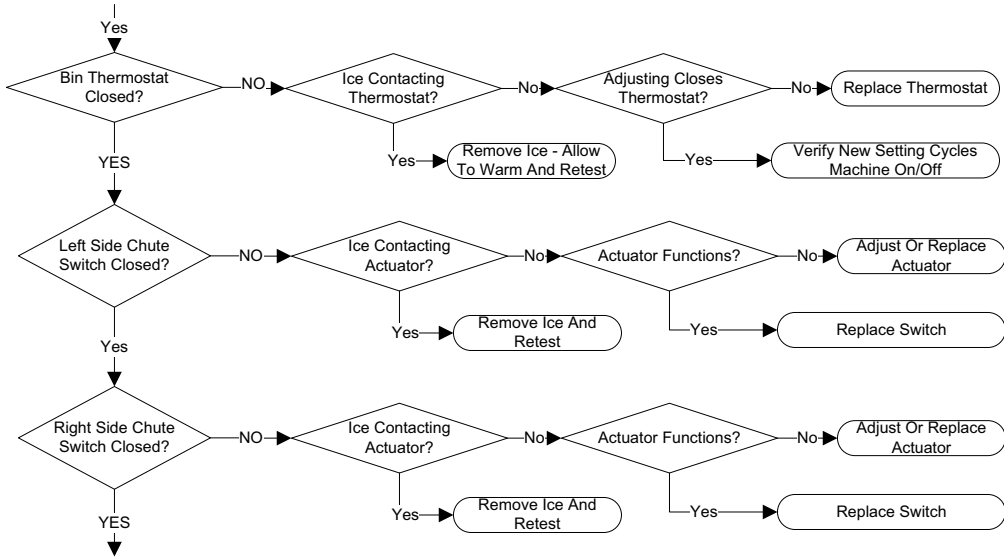 Yes
Bin Thermostat
Closed?
NO
Ice Contacting
Thermostat?
No
Adjusting Closes
Thermostat?
No
Replace Thermostat
YES
Yes
Remove Ice - Allow
To Warm And Retest
Yes
Verify New Setting Cycles
Machine On/Off
Left Side Chute
Switch Closed?
NO
Ice Contacting
Actuator?
No
Actuator Functions?
No
Adjust Or Replace
Actuator
Yes
Yes
Remove Ice And
Retest
Yes
Replace Switch
Right Side Chute
Switch Closed?
NO
Ice Contacting
Actuator?
No
Actuator Functions?
No
Adjust Or Replace
Actuator
YES
Yes
Remove Ice And
Retest
Yes
Replace Switch